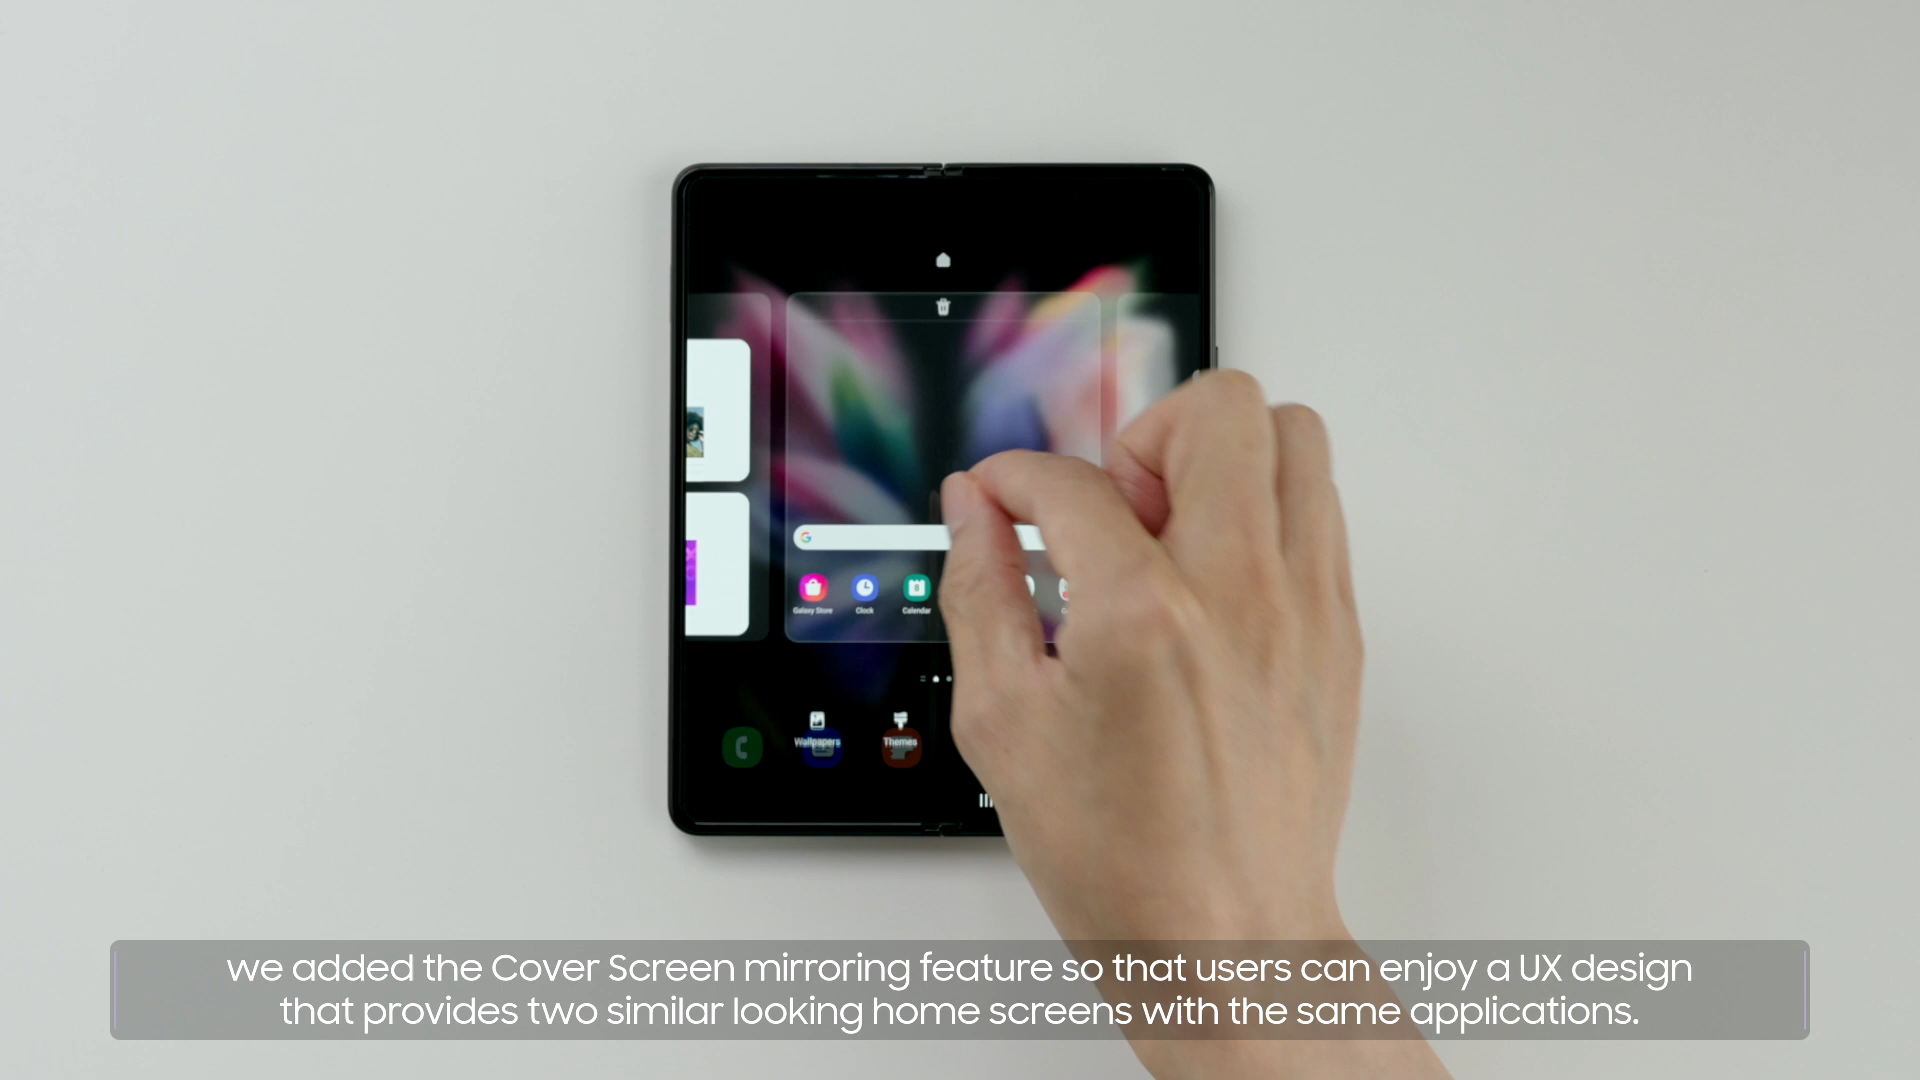 Galaxy Store Clock Calendar
Wallpapers Themes
we added the Cover Screen mirroring feature so that users can enjoy a UX design
that provides two similar looking home screens with the same applications.